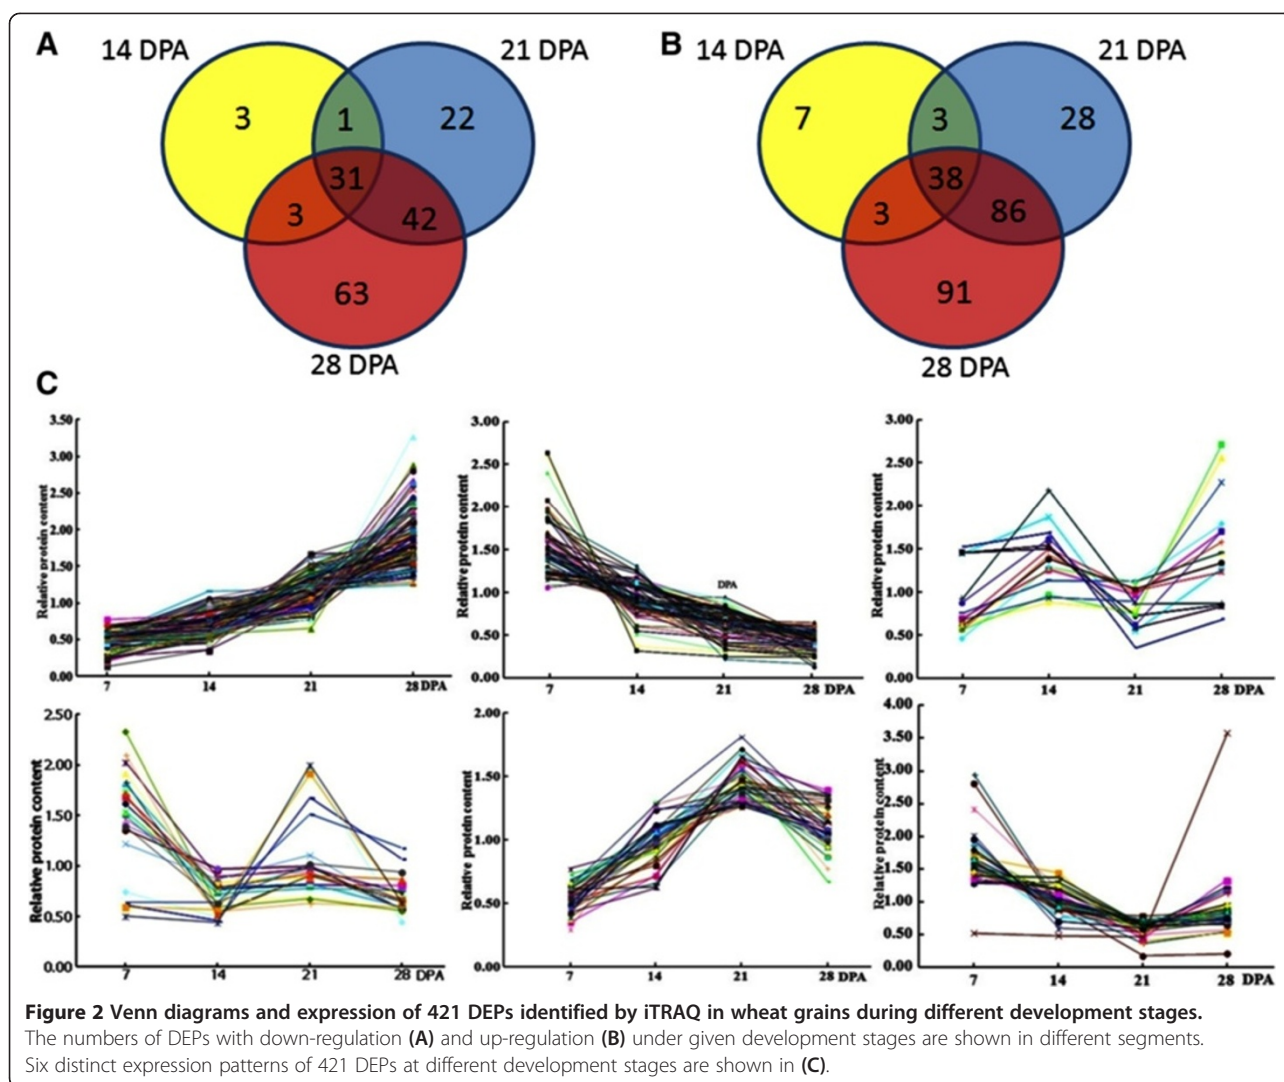 A
B
14 DPA
21 DPA
14 DPA
21 DPA
3
1
22
7
3
28
31
38
3
42
3
86
63
91
28 DPA
28 DPA
C
Relative protein content
3.50
3.00
2.50
2.00
1.50
1.00
0.50
0.00
7 14 21 28 DPA
Relative protein content
3.00
2.50
2.00
1.50
1.00
0.50
0.00
DPA
7 14 21 28 DPA
Relative protein content
3.00
2.50
2.00
1.50
1.00
0.50
0.00
7 14 21 28 DPA
Relative protein content
2.50
2.00
1.50
1.00
0.50
0.00
7 14 21 28 DPA
Relative protein content
2.00
1.50
1.00
0.50
0.00
7 14 21 28 DPA
Relative protein content
4.00
3.50
3.00
2.50
2.00
1.50
1.00
0.50
0.00
7 14 21 28 DPA
Figure 2 Venn diagrams and expression of 421 DEPs identified by iTRAQ in wheat grains during different development stages.
The numbers of DEPs with down-regulation (A) and up-regulation (B) under given development stages are shown in different segments.
Six distinct expression patterns of 421 DEPs at different development stages are shown in (C).